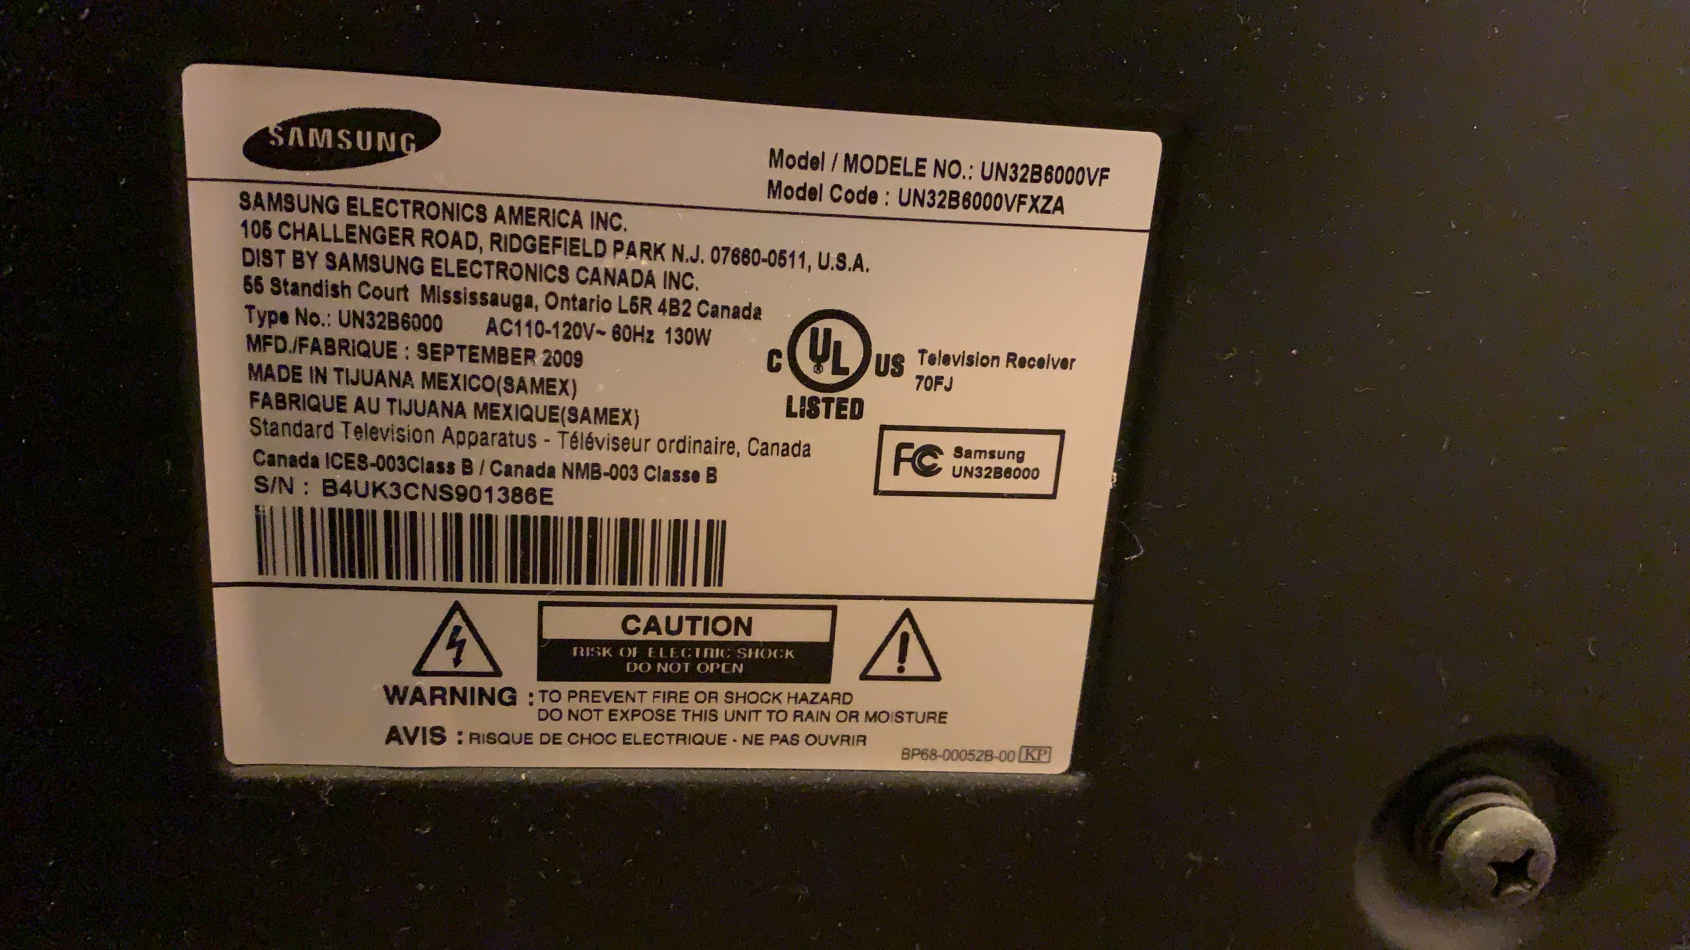 SAMSUNG
Model / MODELE NO.: UN32B6000VF
Model Code : UN32B6000VFXZA
SAMSUNG ELECTRONICS AMERICA INC.
105 CHALLENGER ROAD, RIDGEFIELD PARK N.J. 07660-0511, U.S.A.
DIST BY SAMSUNG ELECTRONICS CANADA INC.
55 Standish Court Mississauga, Ontario L5R 4B2 Canada
Type No.: UN32B6000 AC110-120V~ 60Hz 130W
MFD./FABRIQUE : SEPTEMBER 2009
MADE IN TIJUANA MEXICO(SAMEX)
FABRIQUE AU TIJUANA MEXIQUE(SAMEX)
Standard Television Apparatus - Téléviseur ordinaire, Canada
Canada ICES-003Class B / Canada NMB-003 Classe B
S/N : B4UK3CNS901386E
C UL US
LISTED
Television Receiver
70FJ
FC Samsung
UN32B6000
CAUTION
RISK OF ELECTRIC SHOCK
DO NOT OPEN
WARNING : TO PREVENT FIRE OR SHOCK HAZARD
DO NOT EXPOSE THIS UNIT TO RAIN OR MOISTURE
AVIS : RISQUE DE CHOC ELECTRIQUE - NE PAS OUVRIR
BP68-00052B-00 KP